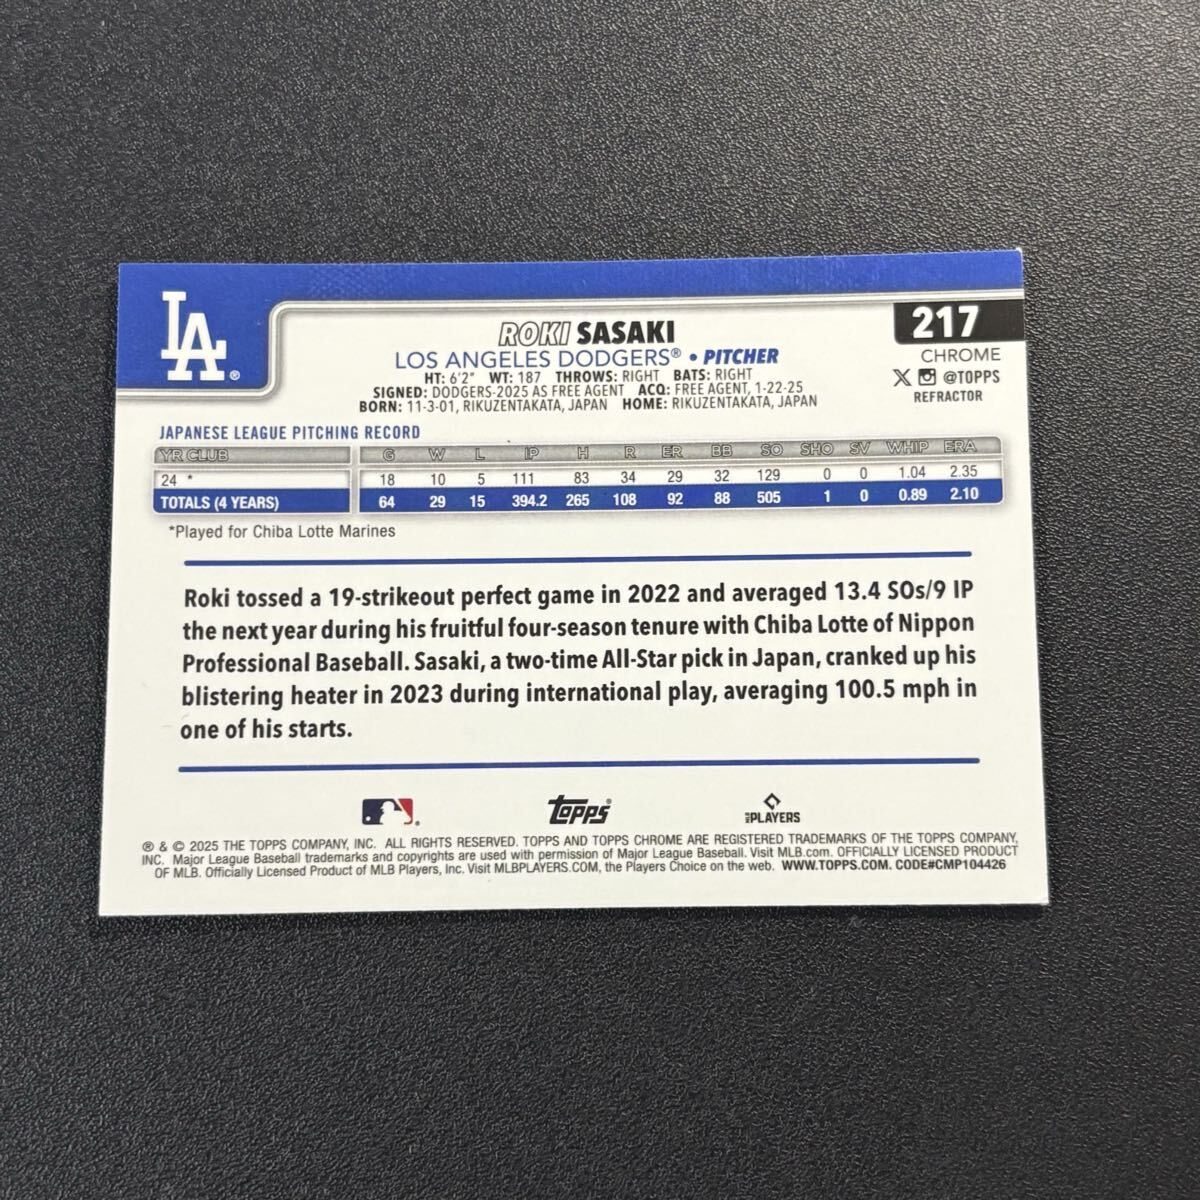 LA®
217
ROKI SASAKI
CHROME
LOS ANGELES DODGERS® • PITCHER
X @TOPPS
HT: 6'2" WT: 187 THROWS: RIGHT BATS: RIGHT
REFRACTOR
SIGNED: DODGERS-2025 AS FREE AGENT ACQ: FREE AGENT, 1-22-25
BORN: 11-3-01, RIKUZENTAKATA, JAPAN HOME: RIKUZENTAKATA, JAPAN
JAPANESE LEAGUE PITCHING RECORD
YR CLUB G W L IP H R ER BB SO SHO SV WHIP ERA
24 * 18 10 5 111 83 34 29 32 129 0 0 1.04 2.35
TOTALS (4 YEARS) 64 29 15 394.2 265 108 92 88 505 1 0 0.89 2.10
*Played for Chiba Lotte Marines
Roki tossed a 19-strikeout perfect game in 2022 and averaged 13.4 SOs/9 IP
the next year during his fruitful four-season tenure with Chiba Lotte of Nippon
Professional Baseball. Sasaki, a two-time All-Star pick in Japan, cranked up his
blistering heater in 2023 during international play, averaging 100.5 mph in
one of his starts.
Topps®
MLB PLAYERS
® & © 2025 THE TOPPS COMPANY, INC. ALL RIGHTS RESERVED. TOPPS AND TOPPS CHROME ARE REGISTERED TRADEMARKS OF THE TOPPS COMPANY,
INC. Major League Baseball trademarks and copyrights are used with permission of Major League Baseball. Visit MLB.com. OFFICIALLY LICENSED PRODUCT
OF MLB. Officially Licensed Product of MLB Players, Inc. Visit MLBPLAYERS.COM, the Players Choice on the web. WWW.TOPPS.COM. CODE#CMP104426